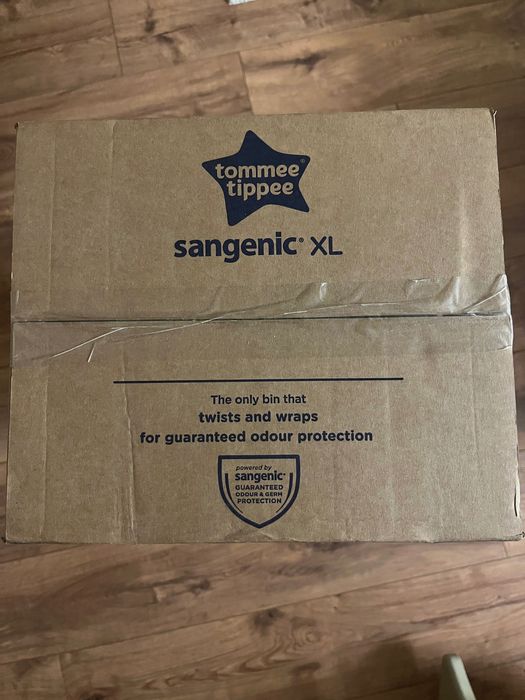 tommee®
tippee
sangenic® XL
The only bin that
twists and wraps
for guaranteed odour protection
powered by
sangenic®
GUARANTEED
ODOUR & GERM
PROTECTION